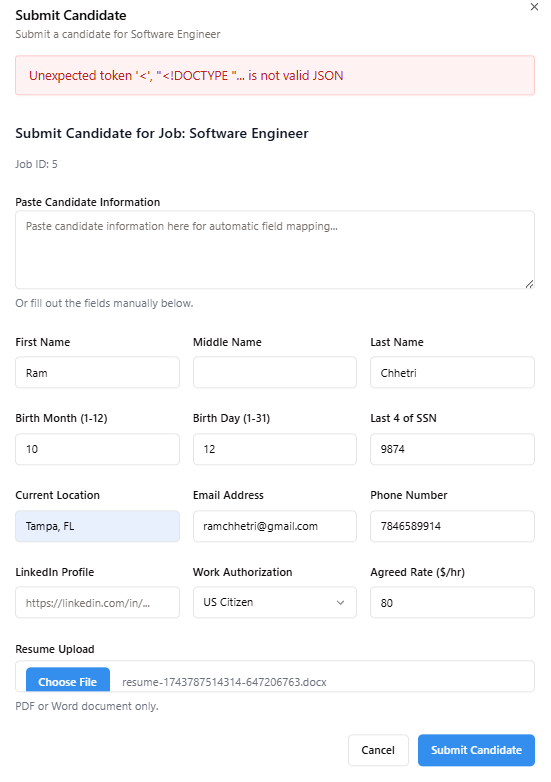 Submit Candidate
Submit a candidate for Software Engineer
Unexpected token '<', "<!DOCTYPE "... is not valid JSON
Submit Candidate for Job: Software Engineer
Job ID: 5
Paste Candidate Information
Paste candidate information here for automatic field mapping...
Or fill out the fields manually below.
First Name Middle Name Last Name
Ram Chhetri
Birth Month (1-12) Birth Day (1-31) Last 4 of SSN
10 12 9874
Current Location Email Address Phone Number
Tampa, FL ramchhetri@gmail.com 7846589914
LinkedIn Profile Work Authorization Agreed Rate ($/hr)
https://linkedin.com/in/... US Citizen 80
Resume Upload
Choose File resume-1743787514314-647206763.docx
PDF or Word document only.
Cancel Submit Candidate